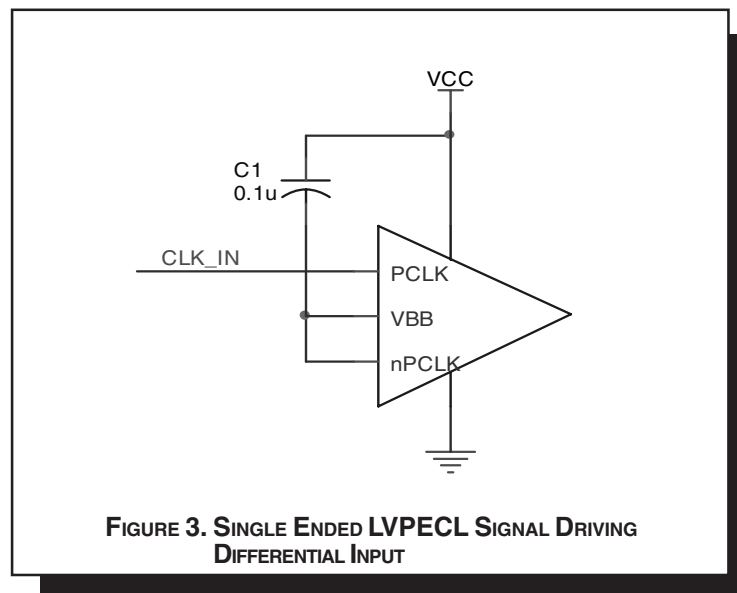 VCC
C1
0.1u
CLK_IN
PCLK
VBB
nPCLK
FIGURE 3. SINGLE ENDED LVPECL SIGNAL DRIVING
DIFFERENTIAL INPUT